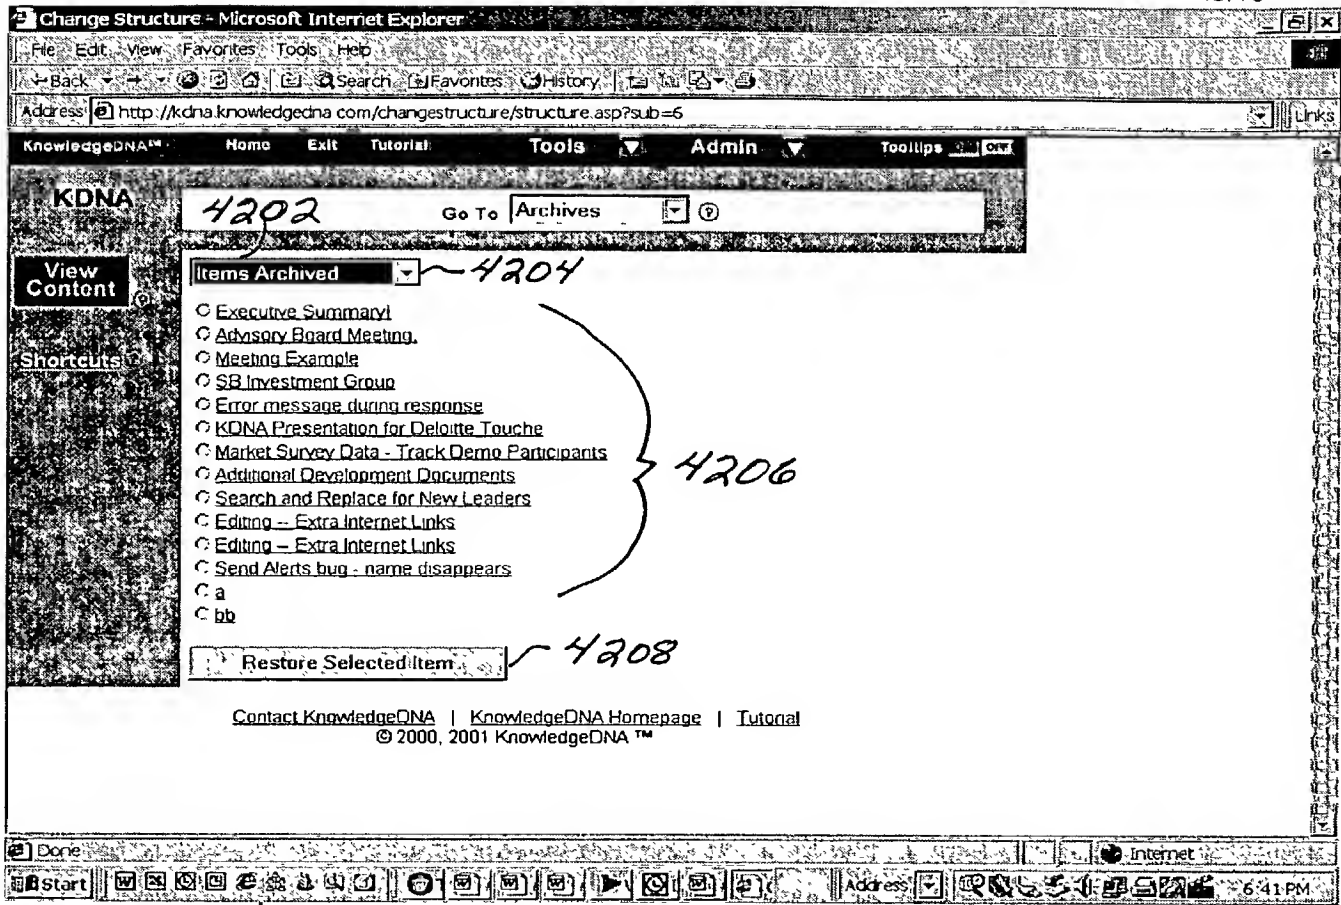 Change Structure - Microsoft Internet Explorer
File Edit View Favorites Tools Help
Back Search Favorites History
Address http://kdna.knowledgedna.com/changestructure/structure.asp?sub=6 Links
KnowledgeDNA™ Home Exit Tutorial Tools Admin Tooltips OFF
KDNA
4202 Go To Archives ?
View Content
Items Archived 4204
Shortcuts
Executive Summary!
Advisory Board Meeting.
Meeting Example
SB Investment Group
Error message during response
KDNA Presentation for Deloitte Touche
Market Survey Data - Track Demo Participants
4206
Additional Development Documents
Search and Replace for New Leaders
Editing -- Extra Internet Links
Editing -- Extra Internet Links
Send Alerts bug - name disappears
a
bb
Restore Selected Item 4208
Contact KnowledgeDNA | KnowledgeDNA Homepage | Tutorial
© 2000, 2001 KnowledgeDNA ™
Done Internet
Start Address 6:41 PM